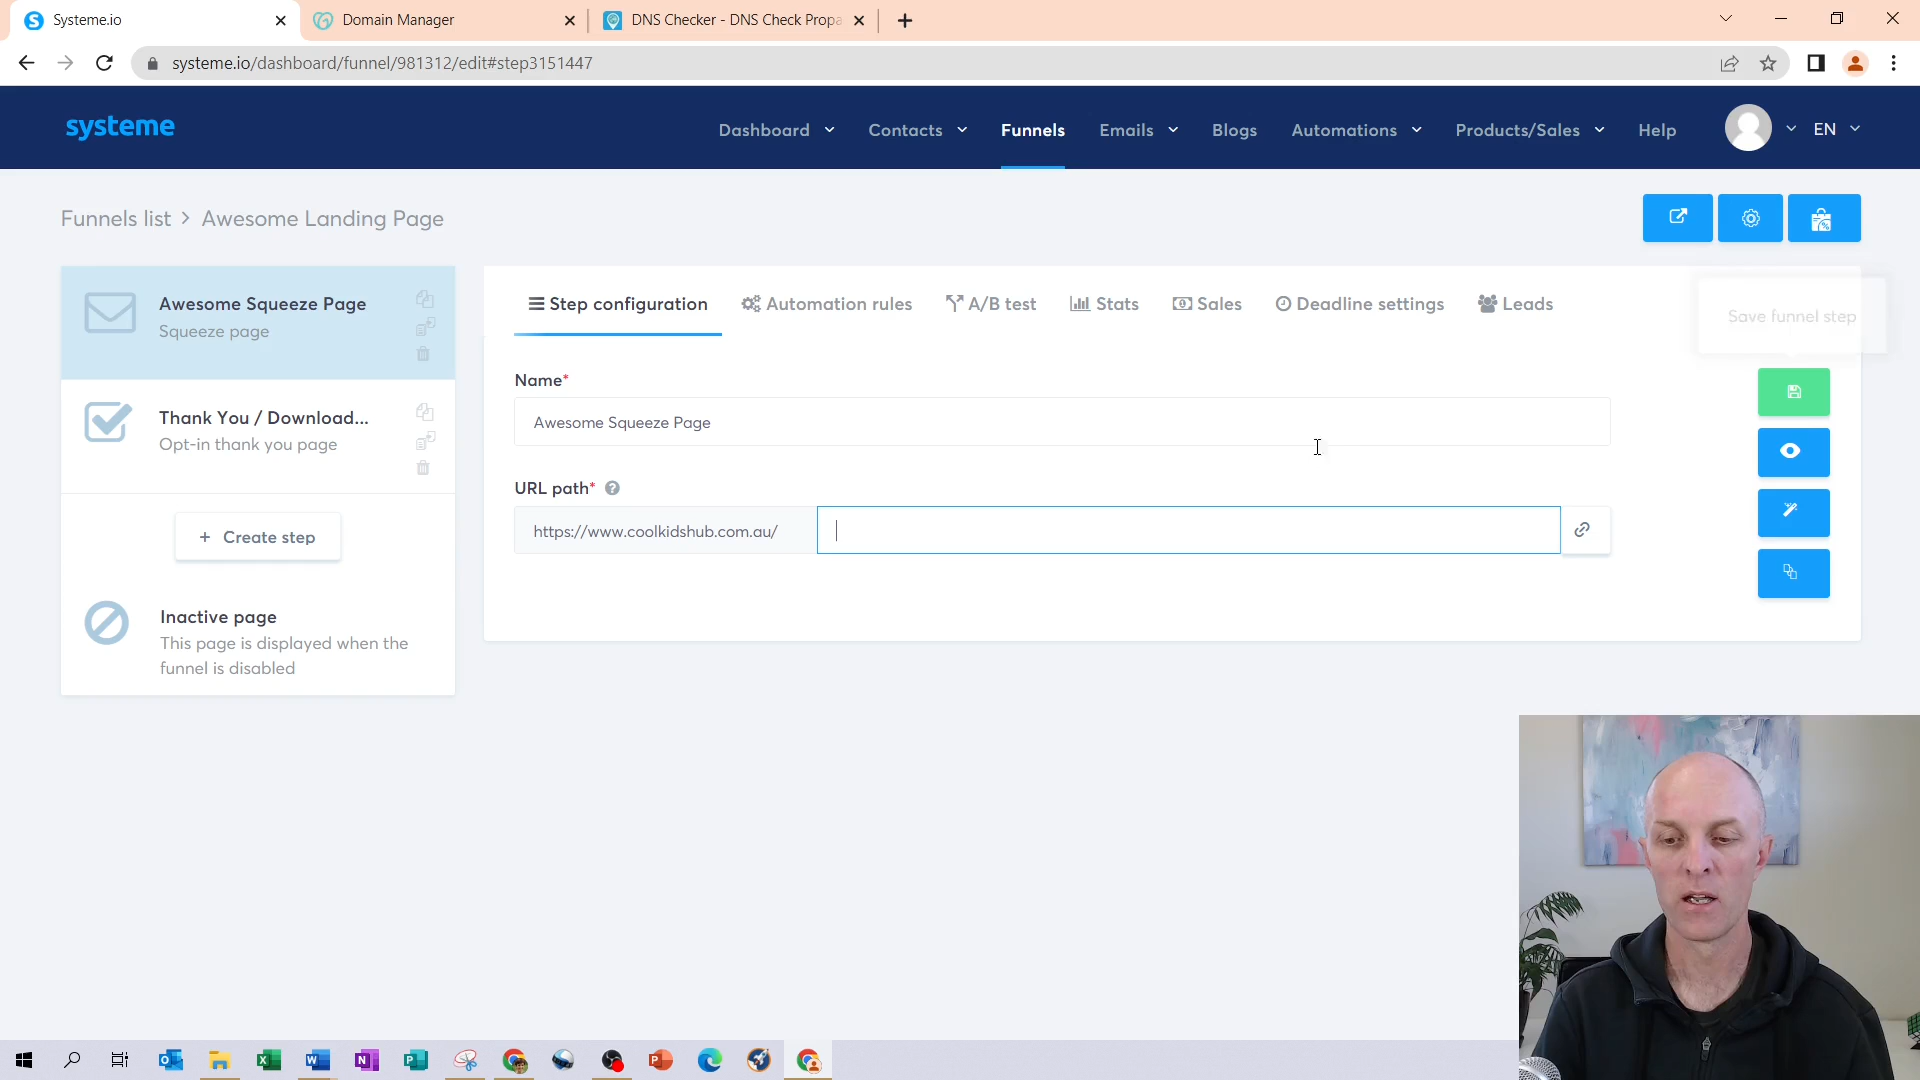 Systeme.io
Domain Manager
DNS Checker - DNS Check Propa
systeme.io/dashboard/funnel/981312/edit#step3151447
systeme
Dashboard
Contacts
Funnels
Emails
Blogs
Automations
Products/Sales
Help
EN
Funnels list > Awesome Landing Page
Awesome Squeeze Page
Squeeze page
Thank You / Download...
Opt-in thank you page
+ Create step
Inactive page
This page is displayed when the
funnel is disabled
Step configuration
Automation rules
A/B test
Stats
Sales
Deadline settings
Leads
Save funnel step
Name*
Awesome Squeeze Page
URL path*
https://www.coolkidshub.com.au/